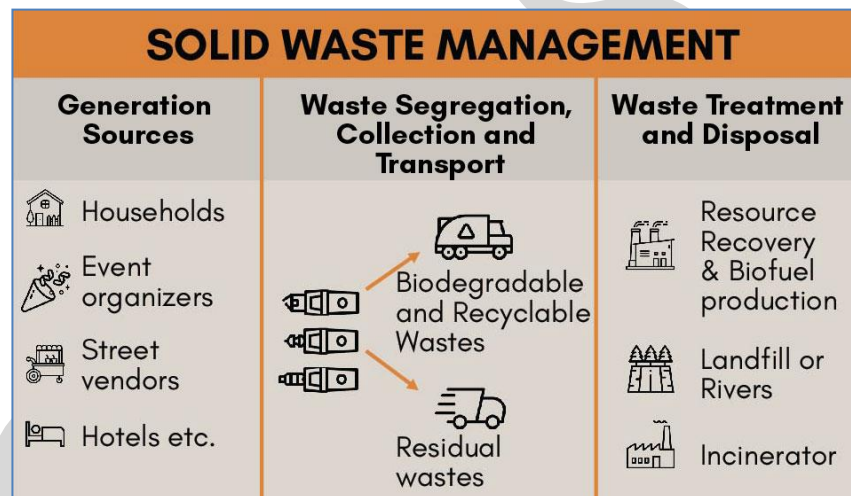 SOLID WASTE MANAGEMENT
Generation
Sources
Households
Event
organizers
Street
vendors
Hotels etc.
Waste Segregation,
Collection and
Transport
Biodegradable
and Recyclable
Wastes
Residual
wastes
Waste Treatment
and Disposal
Resource
Recovery
& Biofuel
production
Landfill or
Rivers
Incinerator